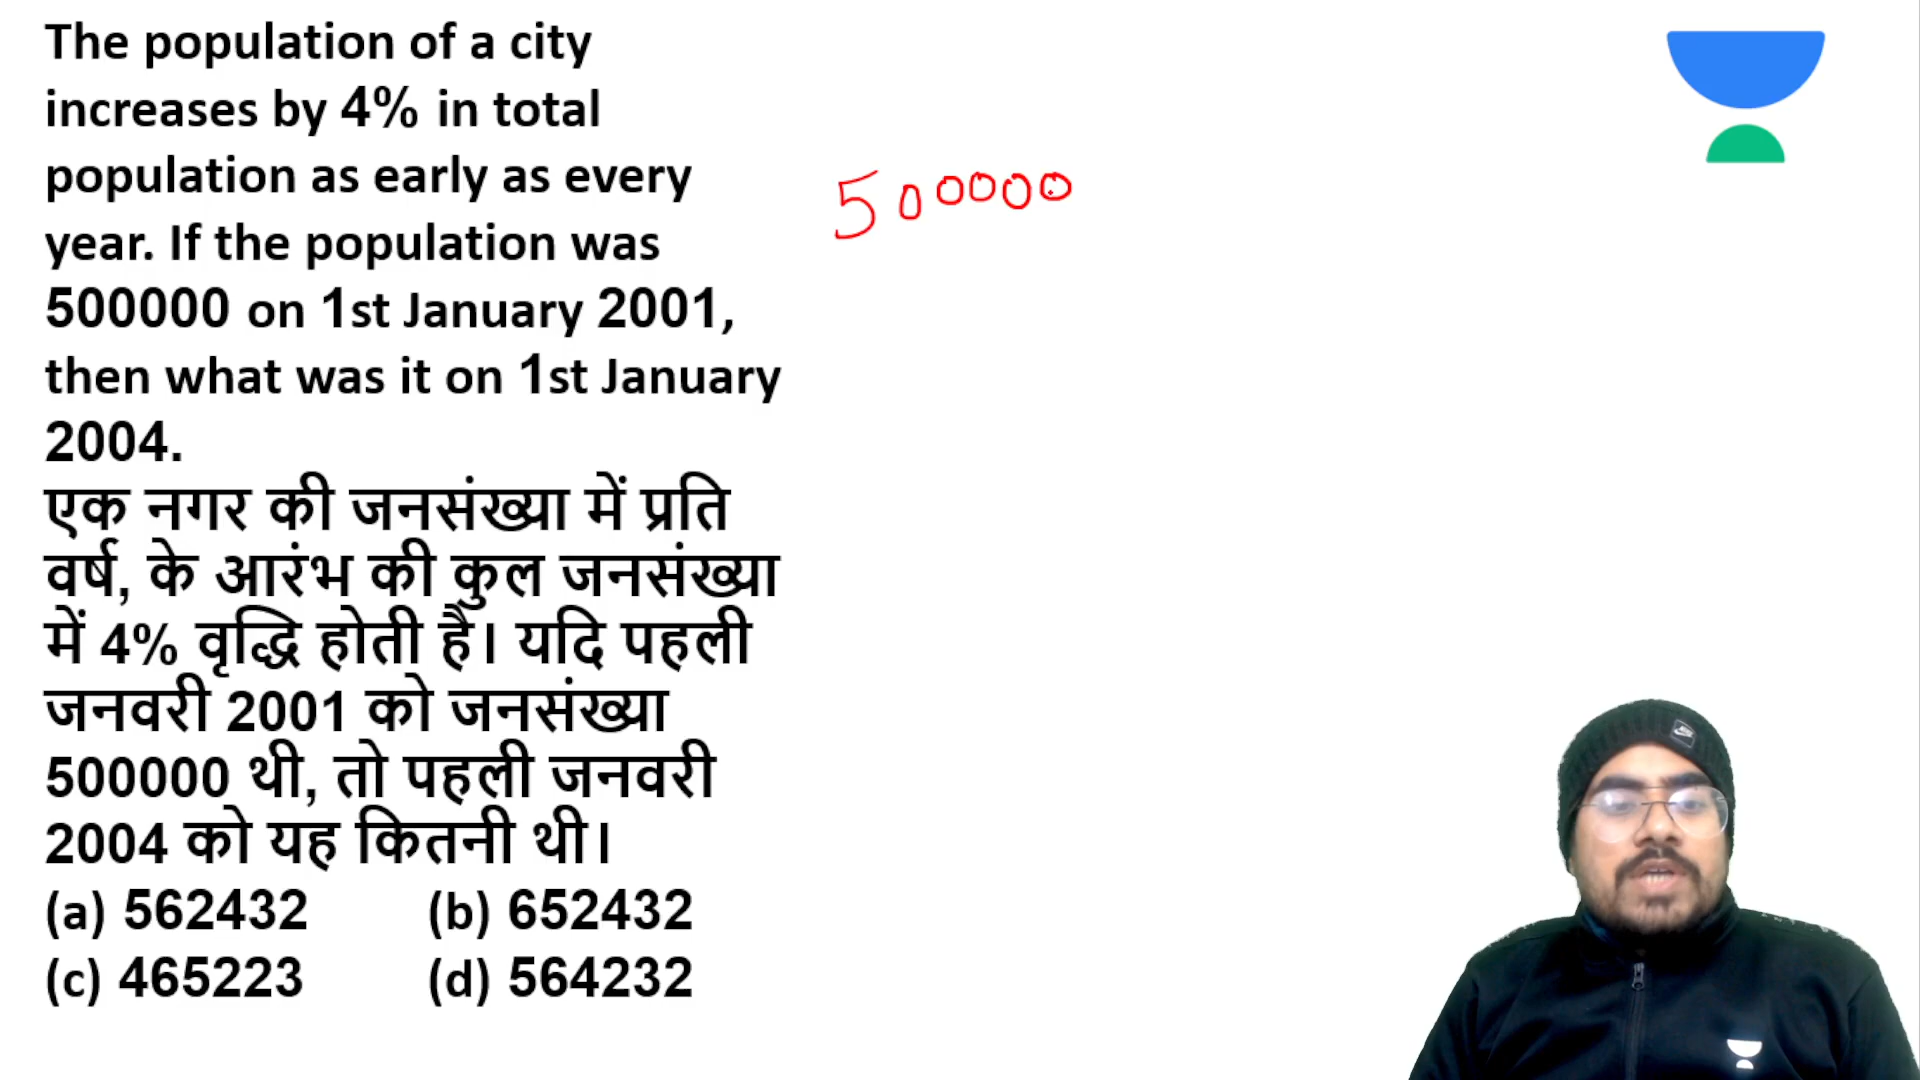 The population of a city
increases by 4% in total
population as early as every
year. If the population was
500000 on 1st January 2001,
then what was it on 1st January
2004.
एक नगर की जनसंख्या में प्रति
वर्ष, के आरंभ की कुल जनसंख्या
में 4% वृद्धि होती है। यदि पहली
जनवरी 2001 को जनसंख्या
500000 थी, तो पहली जनवरी
2004 को यह कितनी थी।
(a) 562432 (b) 652432
(c) 465223 (d) 564232
500000